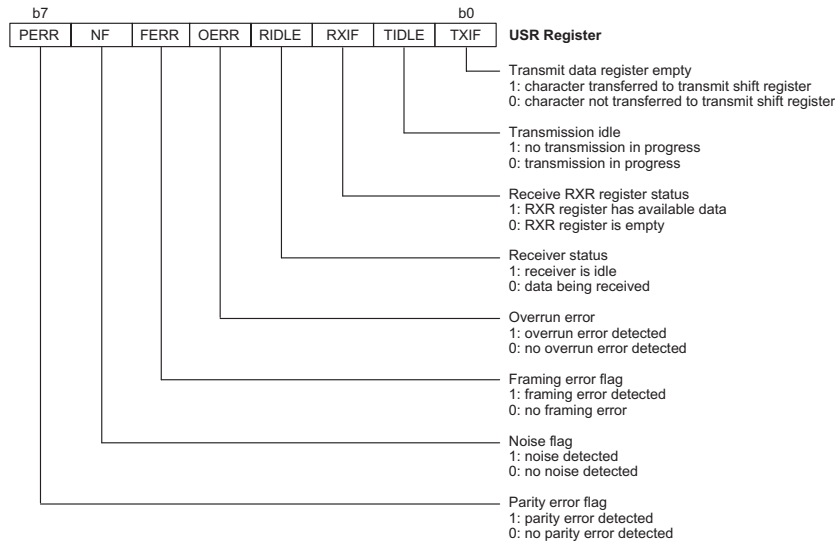 b7 b0
PERR NF FERR OERR RIDLE RXIF TIDLE TXIF USR Register
Transmit data register empty
1: character transferred to transmit shift register
0: character not transferred to transmit shift register
Transmission idle
1: no transmission in progress
0: transmission in progress
Receive RXR register status
1: RXR register has available data
0: RXR register is empty
Receiver status
1: receiver is idle
0: data being received
Overrun error
1: overrun error detected
0: no overrun error detected
Framing error flag
1: framing error detected
0: no framing error
Noise flag
1: noise detected
0: no noise detected
Parity error flag
1: parity error detected
0: no parity error detected